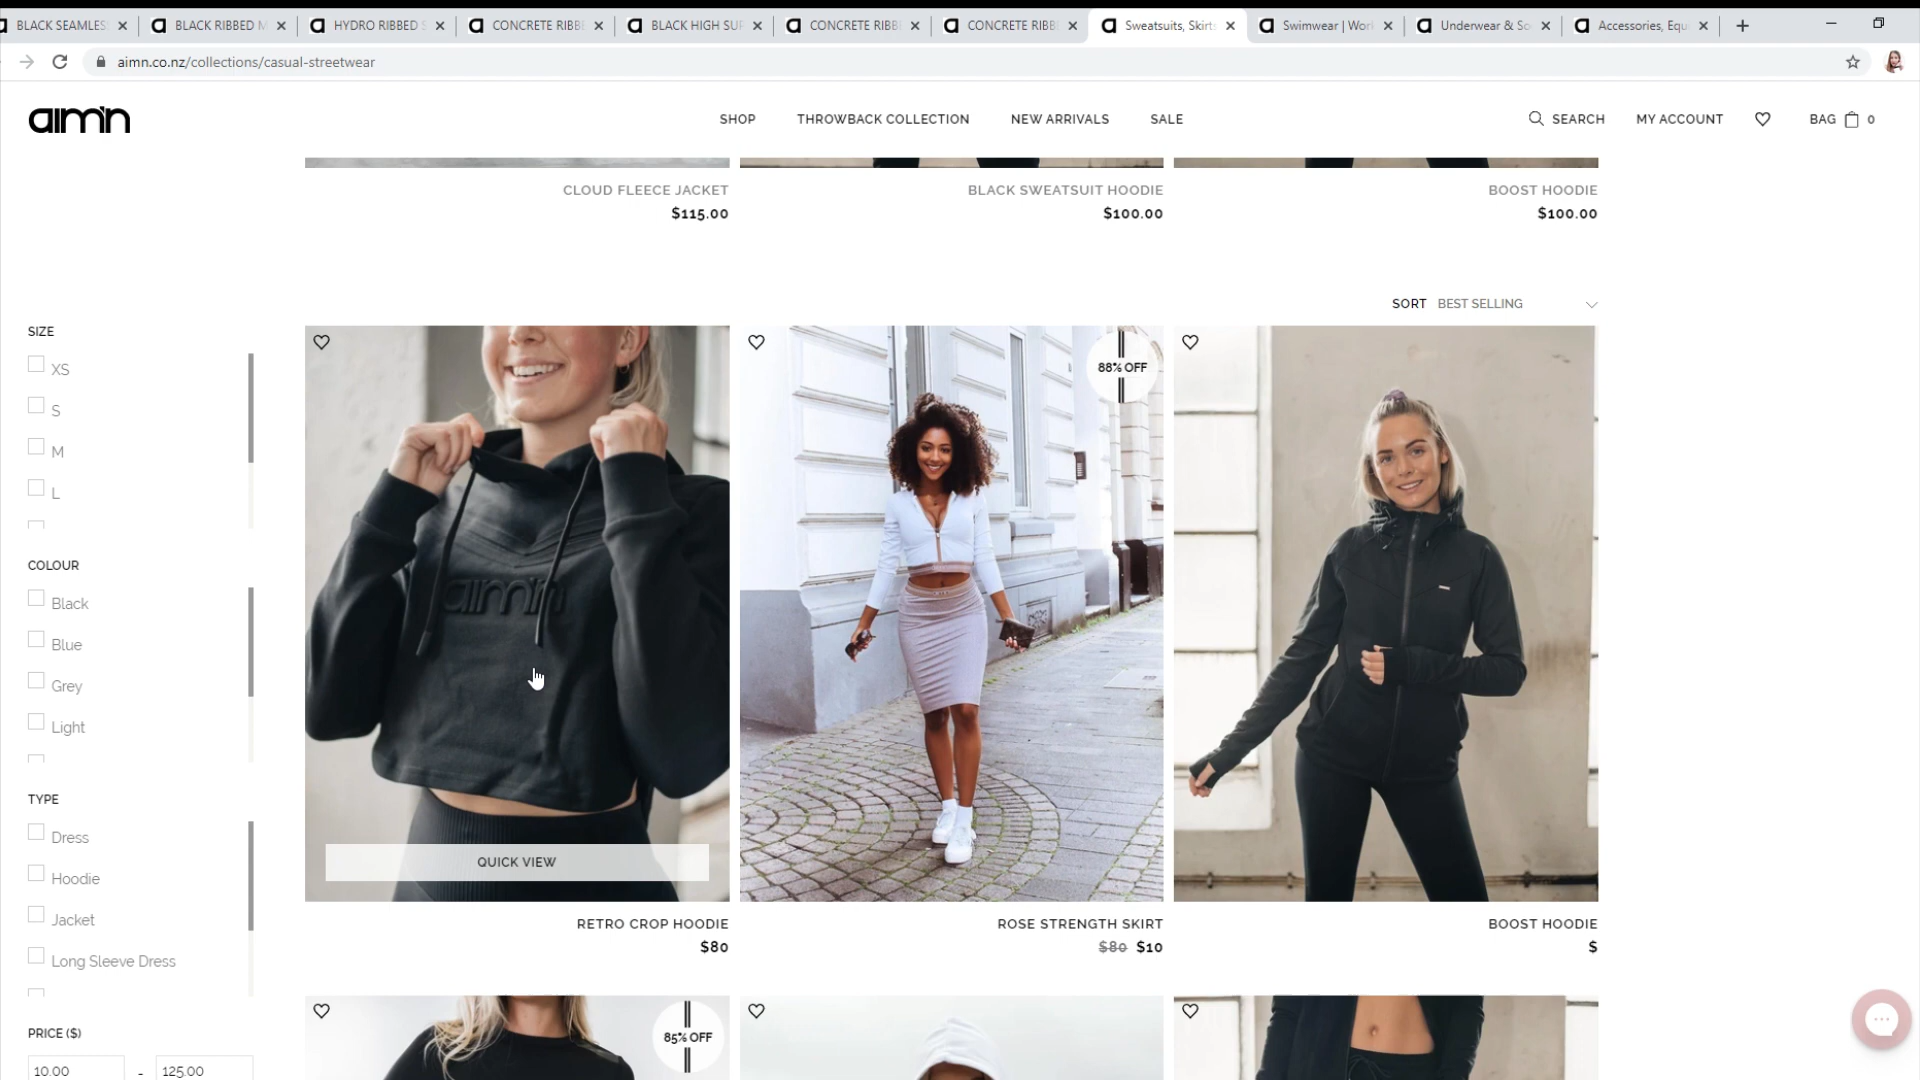 BLACK SEAMLES
BLACK RIBBED M
HYDRO RIBBED S
CONCRETE RIBB
BLACK HIGH SUP
CONCRETE RIBB
CONCRETE RIBB
Sweatsuits, Skirt
Swimwear | Wor
Underwear & So
Accessories, Equ
aimn.co.nz/collections/casual-streetwear
aim'n
SHOP THROWBACK COLLECTION NEW ARRIVALS SALE
SEARCH MY ACCOUNT BAG 0
CLOUD FLEECE JACKET
$115.00
BLACK SWEATSUIT HOODIE
$100.00
BOOST HOODIE
$100.00
SORT BEST SELLING
SIZE
XS
S
M
L
COLOUR
Black
Blue
Grey
Light
TYPE
Dress
Hoodie
Jacket
Long Sleeve Dress
PRICE ($)
10.00 - 125.00
aim'n
QUICK VIEW
RETRO CROP HOODIE
$80
88% OFF
ROSE STRENGTH SKIRT
$80 $10
BOOST HOODIE
$
85% OFF